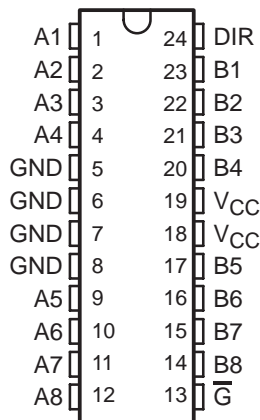 A1 1 24 DIR
A2 2 23 B1
A3 3 22 B2
A4 4 21 B3
GND 5 20 B4
GND 6 19 VCC
GND 7 18 VCC
GND 8 17 B5
A5 9 16 B6
A6 10 15 B7
A7 11 14 B8
A8 12 13 G̅